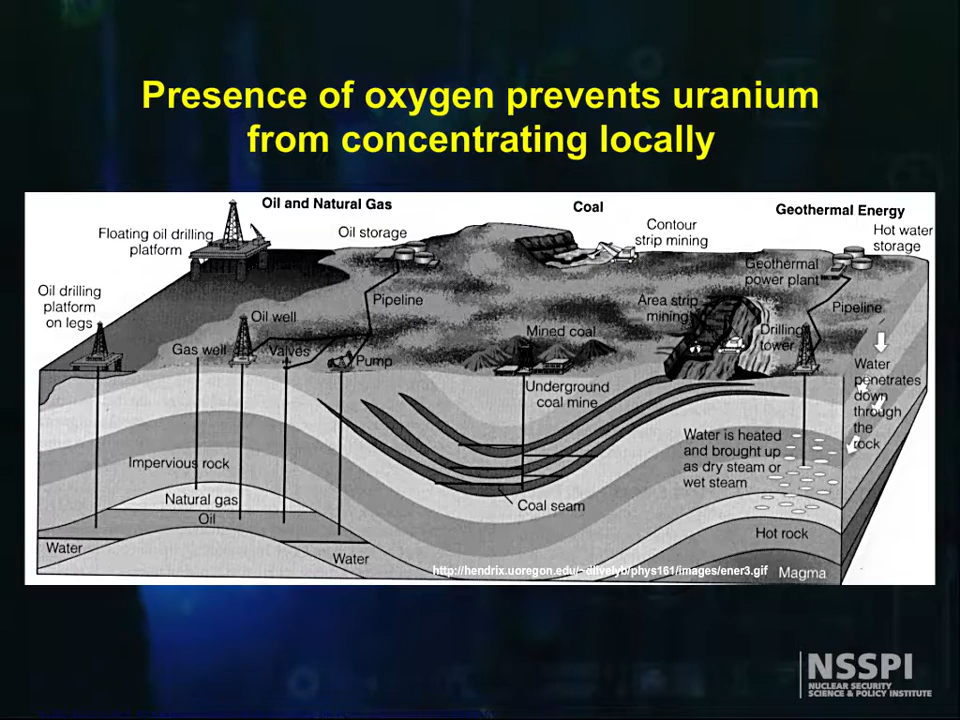 Presence of oxygen prevents uranium
from concentrating locally
Oil and Natural Gas
Coal
Geothermal Energy
Floating oil drilling
platform
Oil storage
Contour
strip mining
Hot water
storage
Geothermal
power plant
Oil drilling
platform
on legs
Pipeline
Area strip
mining
Pipeline
Oil well
Mined coal
Drilling
tower
Gas well
Valves
Pump
Water
penetrates
down
through
the
rock
Underground
coal mine
Water is heated
and brought up
as dry steam or
wet steam
Impervious rock
Natural gas
Coal seam
Oil
Hot rock
Water
Water
Magma
NSSPI
NUCLEAR SECURITY
SCIENCE & POLICY INSTITUTE